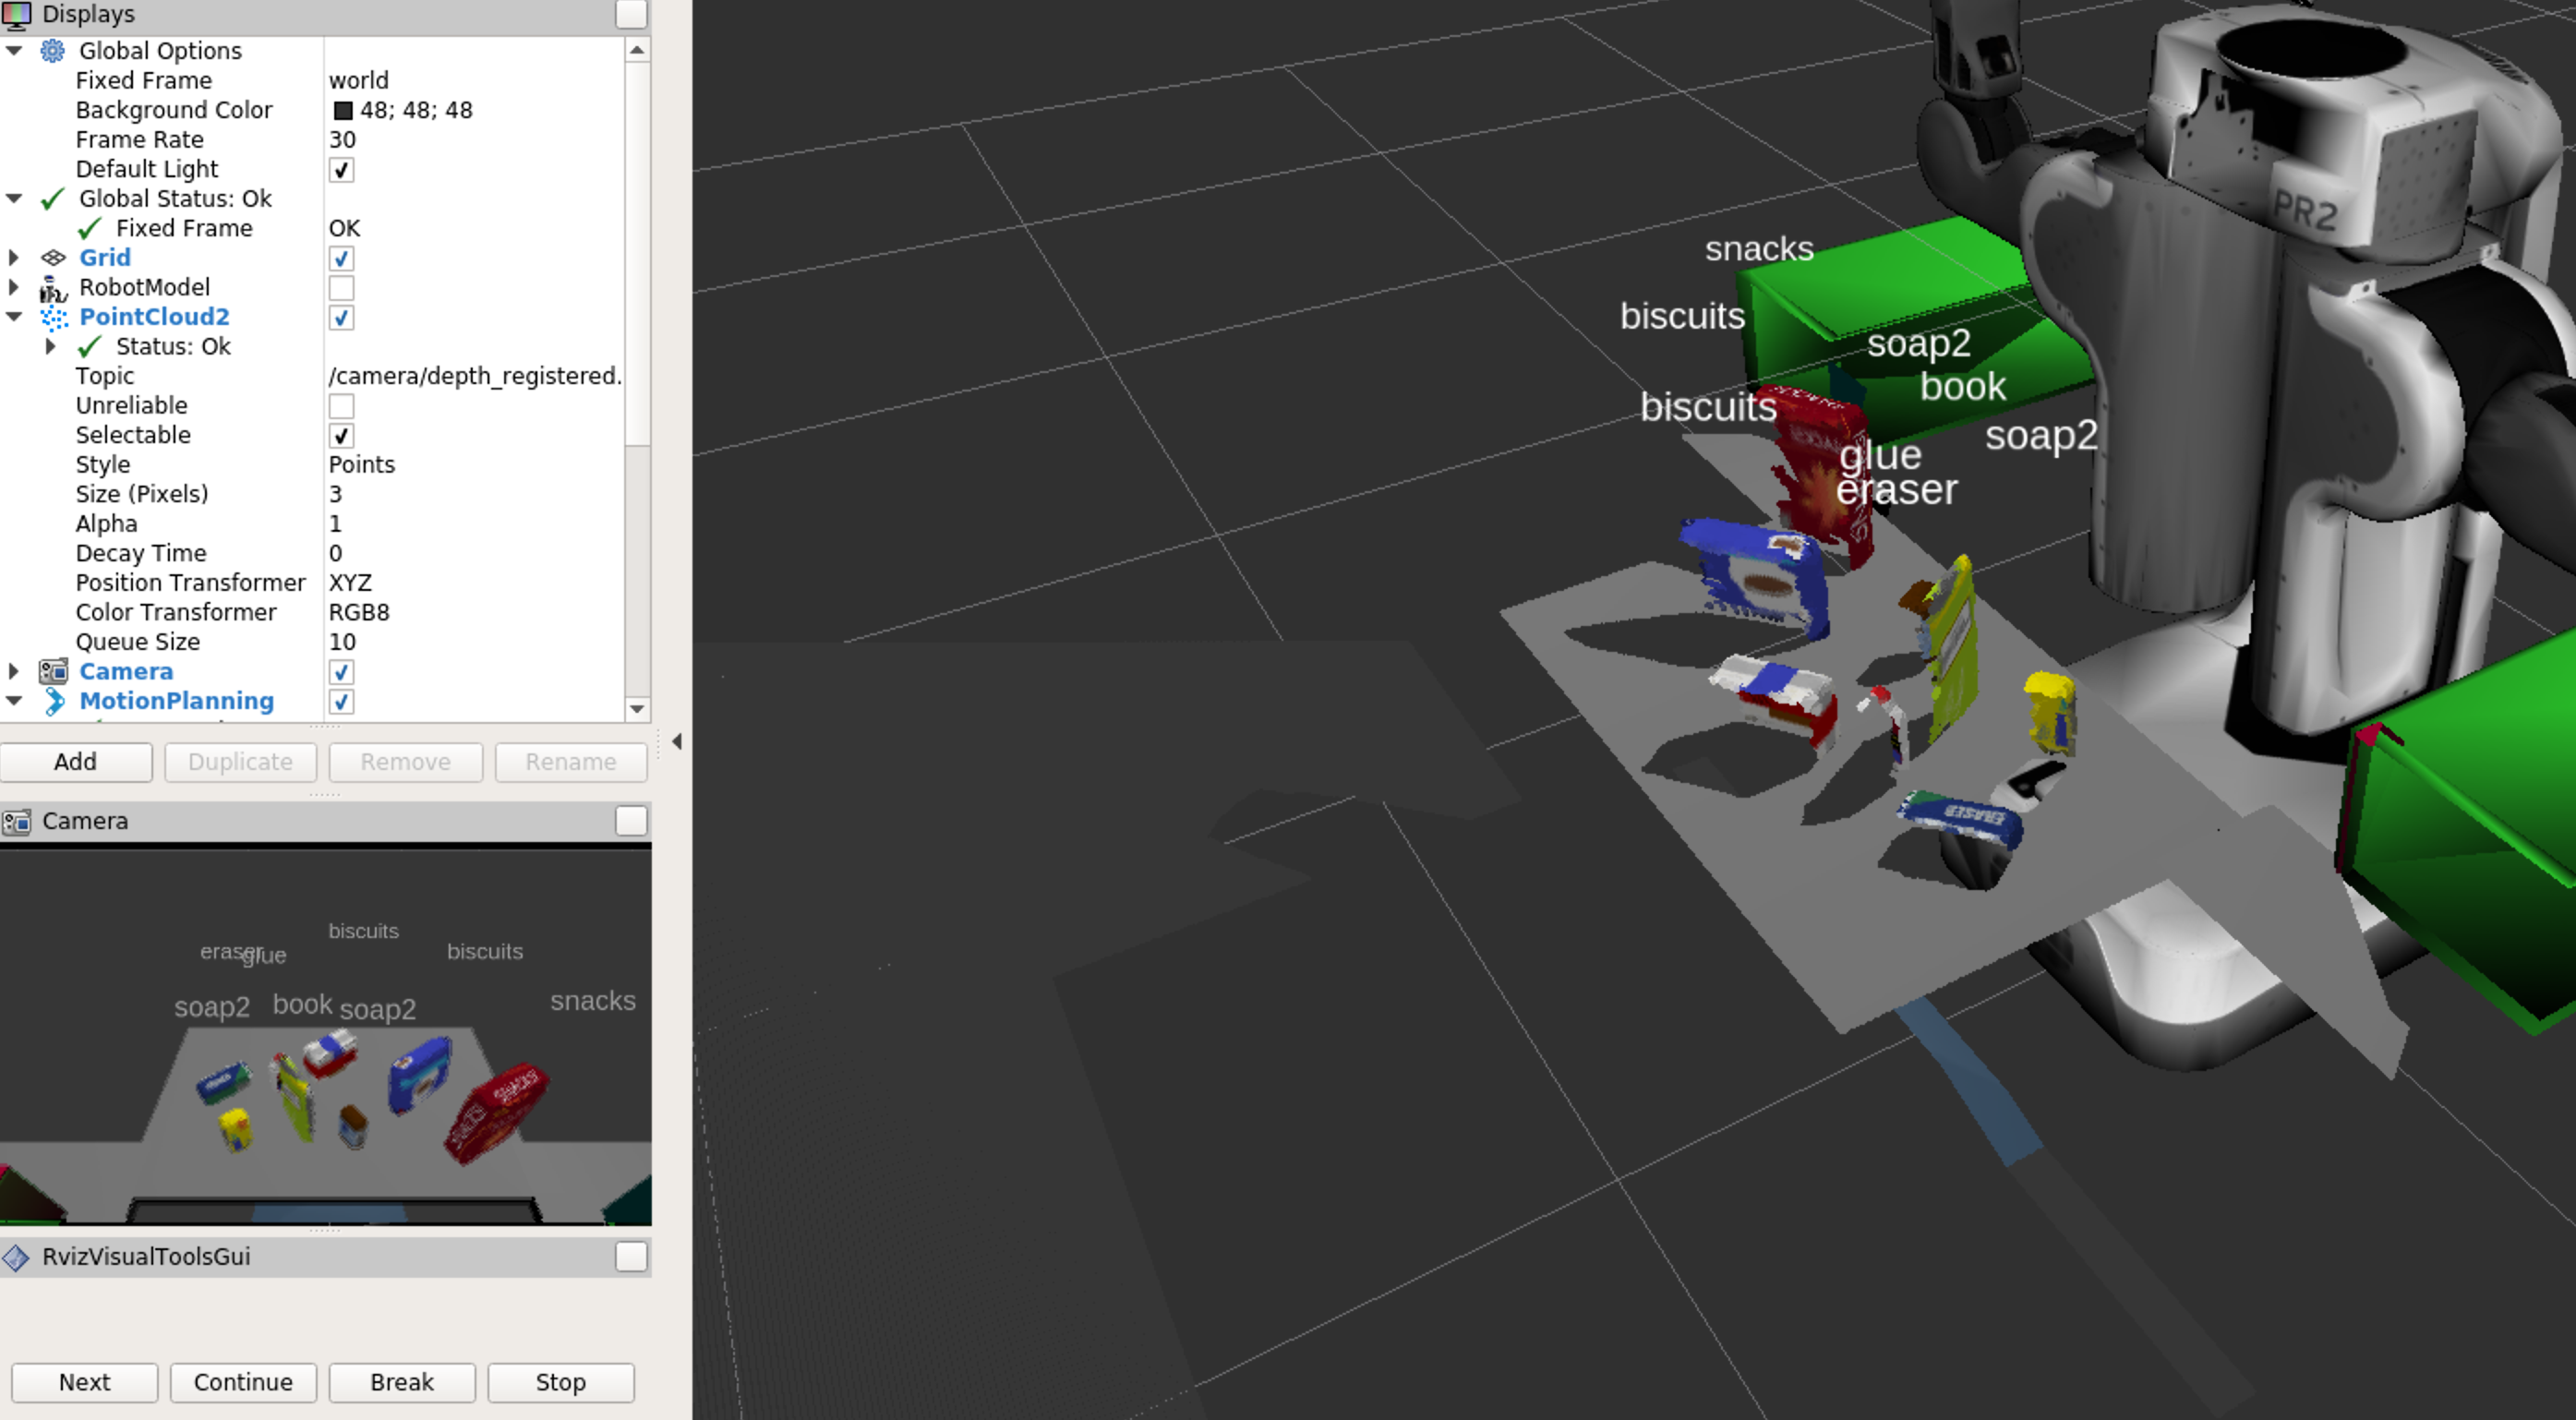 Displays
Global Options
Fixed Frame world
Background Color 48; 48; 48
Frame Rate 30
Default Light
Global Status: Ok
Fixed Frame OK
Grid
RobotModel
PointCloud2
Status: Ok
Topic /camera/depth_registered.
Unreliable
Selectable
Style Points
Size (Pixels) 3
Alpha 1
Decay Time 0
Position Transformer XYZ
Color Transformer RGB8
Queue Size 10
Camera
MotionPlanning
Add Duplicate Remove Rename
Camera
biscuits
eraser glue biscuits
soap2 book soap2 snacks
RvizVisualToolsGui
Next Continue Break Stop
PR2
snacks
biscuits
soap2
book
biscuits
soap2
glue
eraser
ERASER